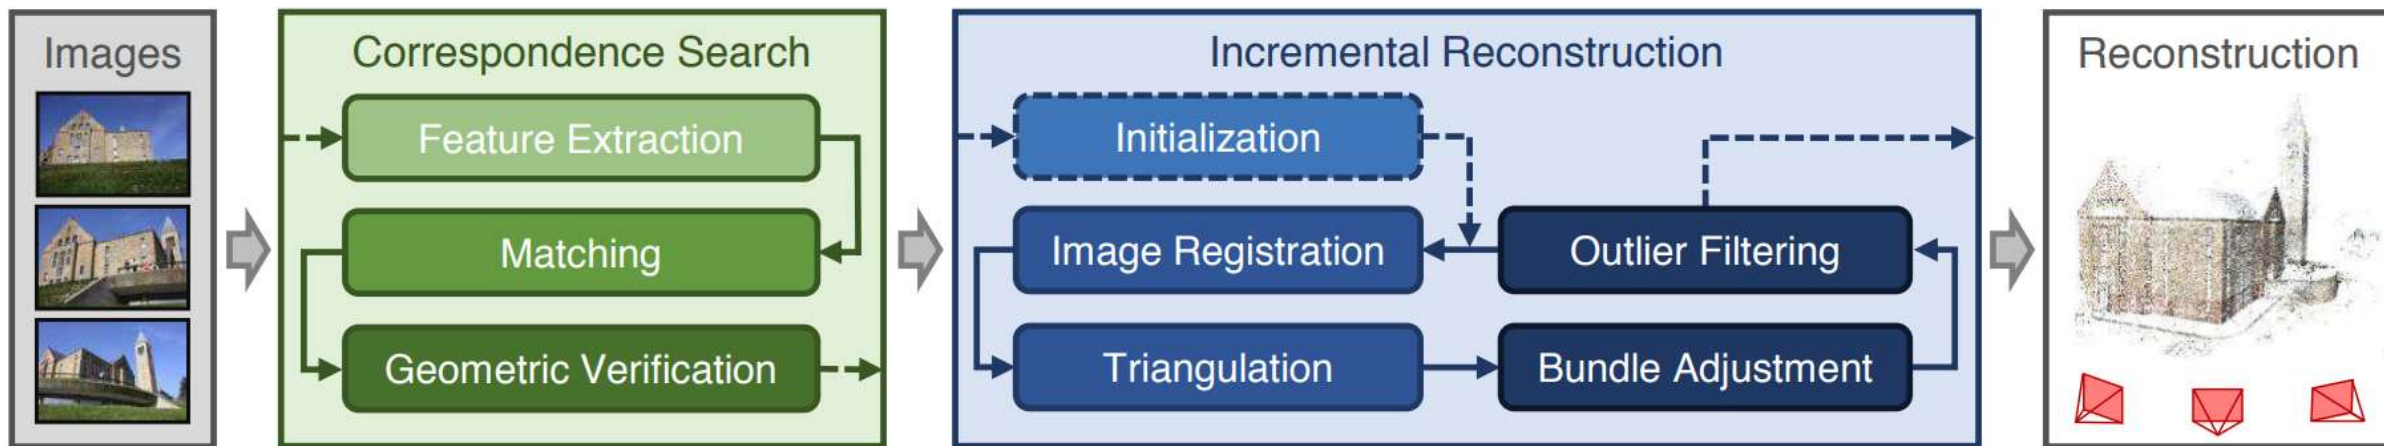 Images
Correspondence Search
Feature Extraction
Matching
Geometric Verification
Incremental Reconstruction
Initialization
Image Registration
Outlier Filtering
Triangulation
Bundle Adjustment
Reconstruction